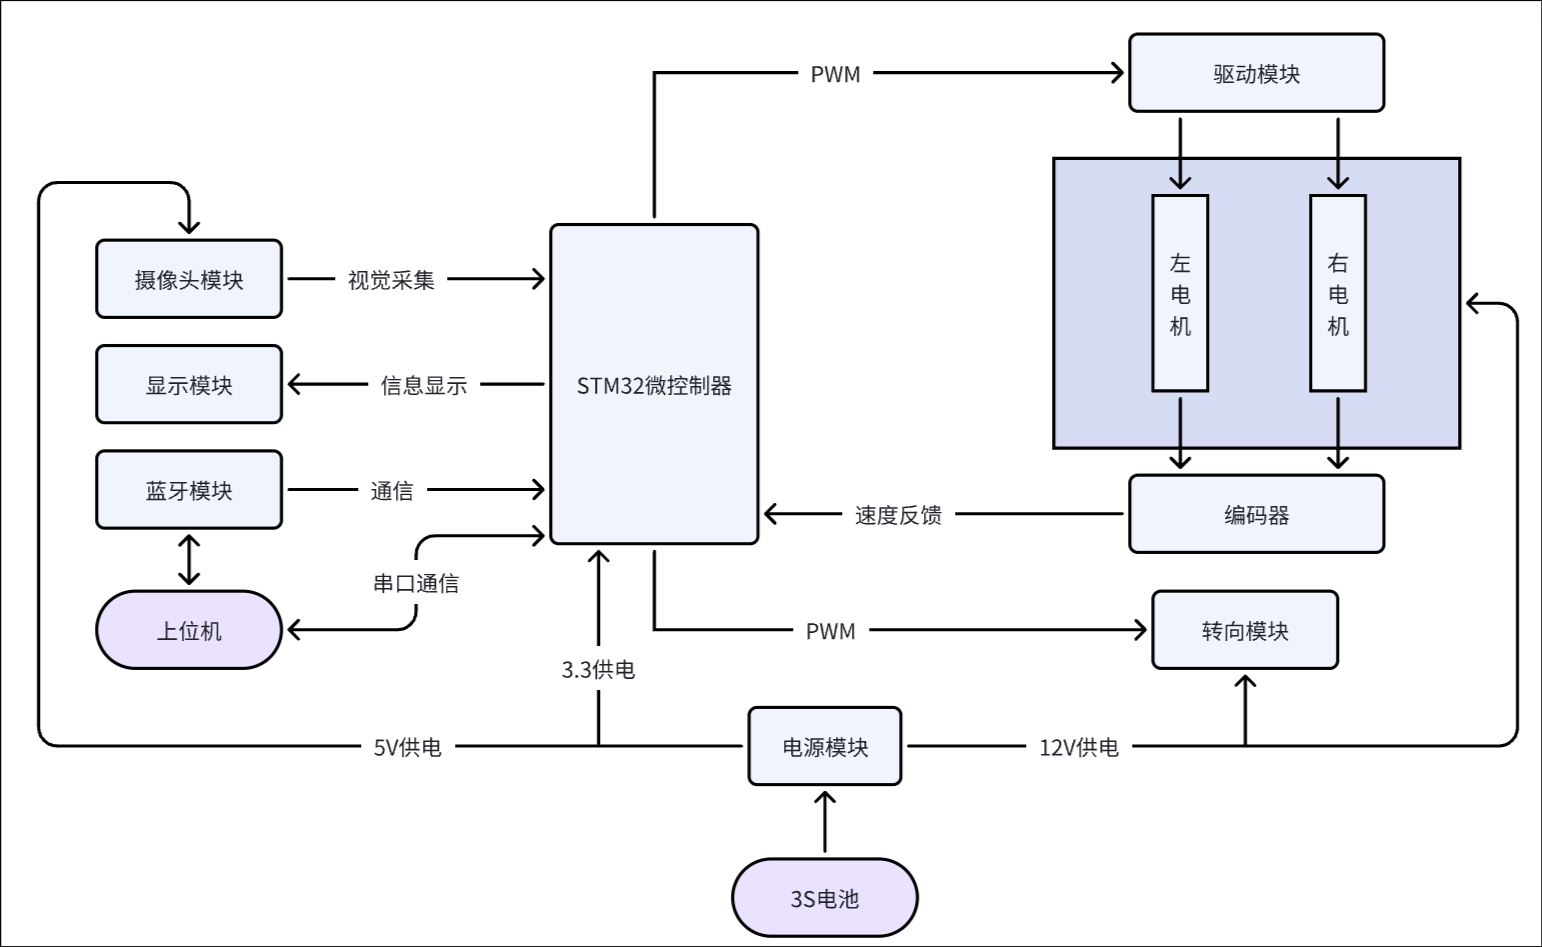 PWM
驱动模块
左电机
右电机
摄像头模块
视觉采集
显示模块
信息显示
STM32微控制器
蓝牙模块
通信
速度反馈
编码器
串口通信
上位机
PWM
转向模块
3.3供电
5V供电
电源模块
12V供电
3S电池